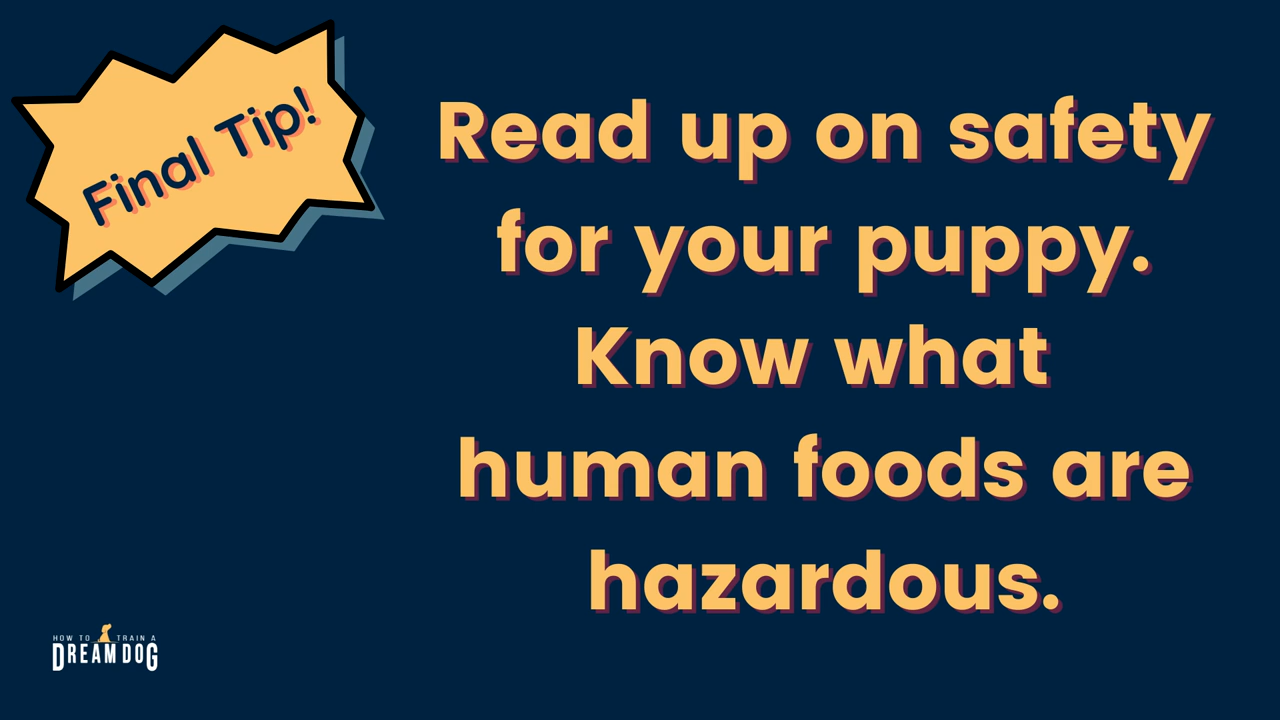 Final Tip!
Read up on safety
for your puppy.
Know what
human foods are
hazardous.
HOW TO TRAIN A
DREAM DOG